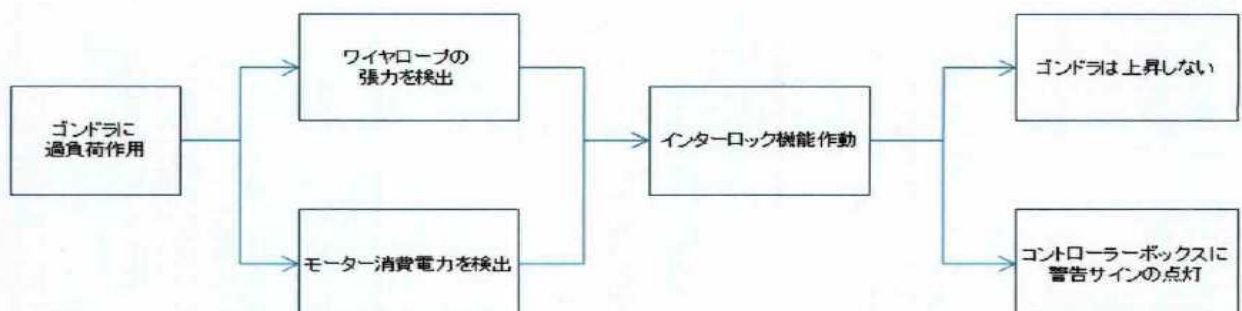 ゴンドラに
過負荷作用
ワイヤロープの
張力を検出
モーター消費電力を検出
インターロック機能作動
ゴンドラは上昇しない
コントローラーボックスに
警告サインの点灯